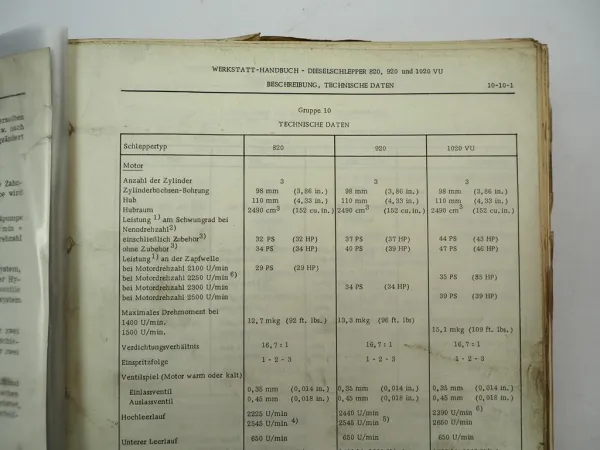 WERKSTATT-HANDBUCH - DIESELSCHLEPPER 820, 920 und 1020 VU
BESCHREIBUNG, TECHNISCHE DATEN 10-10-1
Gruppe 10
TECHNISCHE DATEN
Schleppertyp 820 920 1020 VU
Motor
Anzahl der Zylinder 3 3 3
Zylinderbüchsen-Bohrung 98 mm (3,86 in.) 98 mm (3,86 in.) 98 mm (3,86 in.)
Hub 110 mm (4,33 in.) 110 mm (4,33 in.) 110 mm (4,33 in.)
Hubraum 2490 cm3 (152 cu.in.) 2490 cm3 (152 cu.in.) 2490 cm3 (152 cu.in.)
Leistung 1) am Schwungrad bei
Nenndrehzahl2)
einschließlich Zubehör3) 32 PS (32 HP) 37 PS (37 HP) 44 PS (43 HP)
ohne Zubehör3) 34 PS (34 HP) 40 PS (39 HP) 47 PS (46 HP)
Leistung1) an der Zapfwelle
bei Motordrehzahl 2100 U/min 29 PS (29 HP)
bei Motordrehzahl 2250 U/min 6) 35 PS (35 HP)
bei Motordrehzahl 2300 U/min 34 PS (34 HP)
bei Motordrehzahl 2500 U/min 39 PS (39 HP)
Maximales Drehmoment bei
1400 U/min. 12,7 mkg (92 ft. lbs.) 13,3 mkg (96 ft. lbs)
1500 U/min. 15,1 mkg (109 ft. lbs.)
Verdichtungsverhältnis 16,7:1 16,7:1 16,7:1
Einspritzfolge 1-2-3 1-2-3 1-2-3
Ventilspiel (Motor warm oder kalt)
Einlassventil 0,35 mm (0,014 in.) 0,35 mm (0,014 in.) 0,35 mm (0,014 in.)
Auslassventil 0,45 mm (0,018 in.) 0,45 mm (0,018 in.) 0,45 mm (0,018 in.)
Hochleerlauf 2225 U/min 2440 U/min 2390 U/min 6)
2545 U/min 4) 2545 U/min 5) 2650 U/min
Unterer Leerlauf 650 U/min 650 U/min 650 U/min